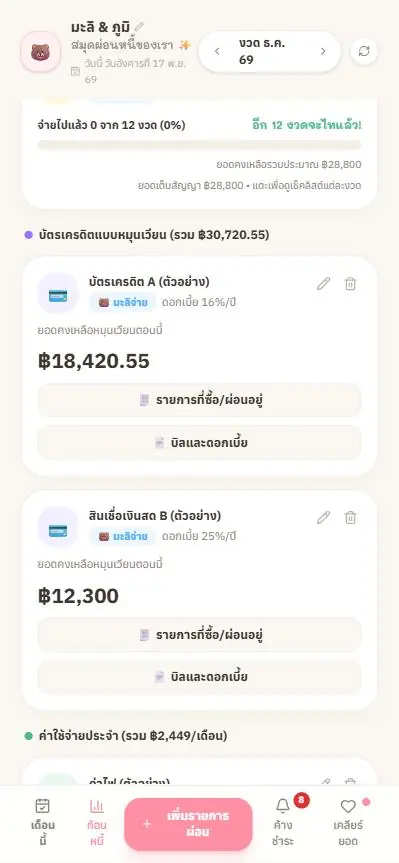 มะลิ & ภูมิ
สมุดผ่อนหนี้ของเรา ✨
วันนี้ วันอังคารที่ 17 พ.ย.
69
งวด ธ.ค.
69
จ่ายไปแล้ว 0 จาก 12 งวด (0%)
อีก 12 งวดจะไทแล้ว!
ยอดคงเหลือรวมประมาณ ฿28,800
ยอดเต็มสัญญา ฿28,800 • แตะเพื่อดูเช็คลิสต์แต่ละงวด
บัตรเครดิตแบบหมุนเวียน (รวม ฿30,720.55)
บัตรเครดิต A (ตัวอย่าง)
มะลิจ่าย ดอกเบี้ย 16%/ปี
ยอดคงเหลือหมุนเวียนตอนนี้
฿18,420.55
รายการที่ซื้อ/ผ่อนอยู่
บิลและดอกเบี้ย
สินเชื่อเงินสด B (ตัวอย่าง)
มะลิจ่าย ดอกเบี้ย 25%/ปี
ยอดคงเหลือหมุนเวียนตอนนี้
฿12,300
รายการที่ซื้อ/ผ่อนอยู่
บิลและดอกเบี้ย
ค่าใช้จ่ายประจำ (รวม ฿2,449/เดือน)
ค่าไฟ (ตัวอย่าง)
เดือน
นี้
ก้อน
หนี้
+ เพิ่มรายการ
ผ่อน
8
ค้าง
ชำระ
เคลียร์
ยอด